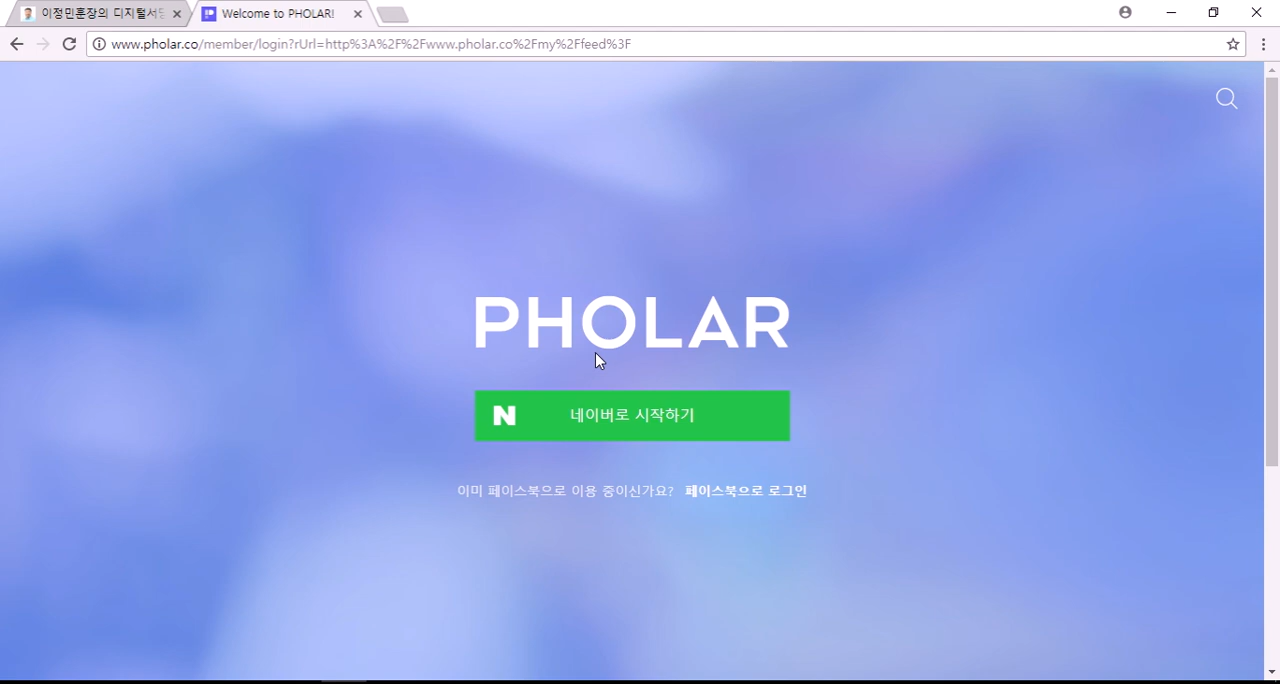 이정민훈장의 디지털서당
Welcome to PHOLAR!
www.pholar.co/member/login?rUrl=http%3A%2F%2Fwww.pholar.co%2Fmy%2Ffeed%3F
PHOLAR
N 네이버로 시작하기
이미 페이스북으로 이용 중이신가요? 페이스북으로 로그인